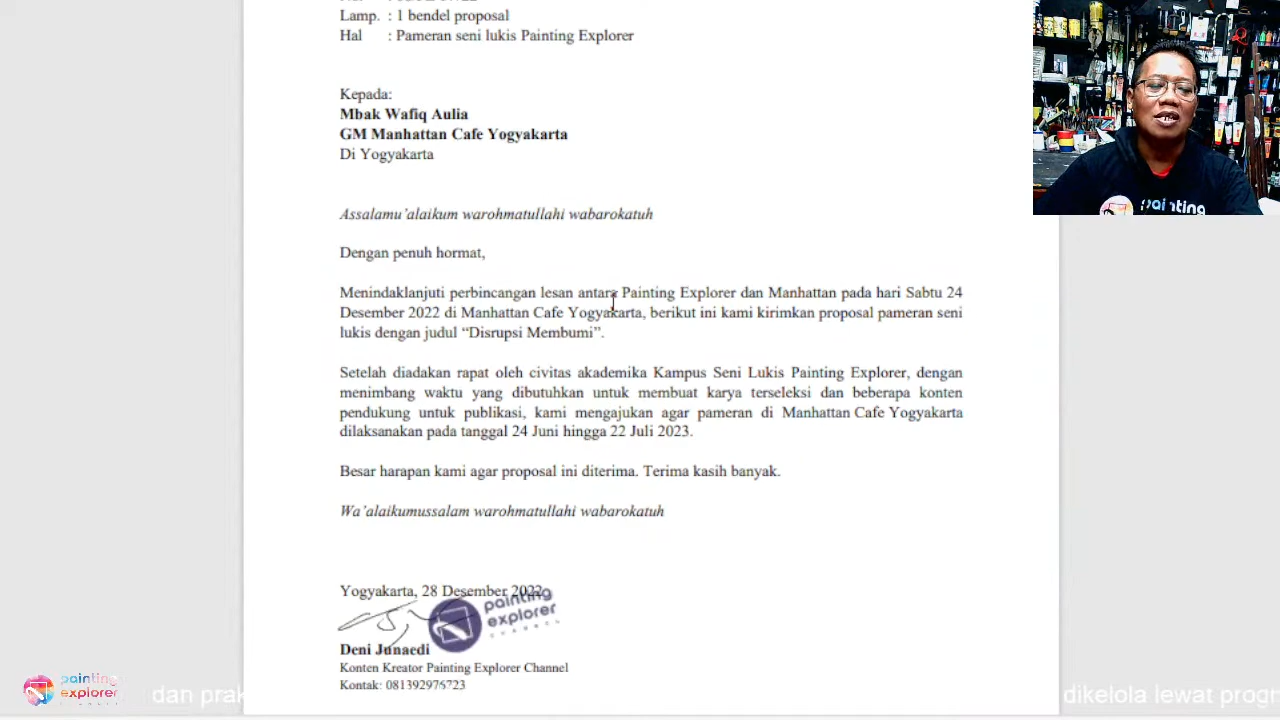 Lamp. : 1 bendel proposal
Hal : Pameran seni lukis Painting Explorer
Kepada:
Mbak Wafiq Aulia
GM Manhattan Cafe Yogyakarta
Di Yogyakarta
Assalamu’alaikum warohmatullahi wabarokatuh
Dengan penuh hormat,
Menindaklanjuti perbincangan lesan antara Painting Explorer dan Manhattan pada hari Sabtu 24
Desember 2022 di Manhattan Cafe Yogyakarta, berikut ini kami kirimkan proposal pameran seni
lukis dengan judul “Disrupsi Membumi”.
Setelah diadakan rapat oleh civitas akademika Kampus Seni Lukis Painting Explorer, dengan
menimbang waktu yang dibutuhkan untuk membuat karya terseleksi dan beberapa konten
pendukung untuk publikasi, kami mengajukan agar pameran di Manhattan Cafe Yogyakarta
dilaksanakan pada tanggal 24 Juni hingga 22 Juli 2023.
Besar harapan kami agar proposal ini diterima. Terima kasih banyak.
Wa’alaikumussalam warohmatullahi wabarokatuh
Yogyakarta, 28 Desember 2022
painting
explorer
CHANNEL
Deni Junaedi
Konten Kreator Painting Explorer Channel
Kontak: 081392976723
painting
painting
explorer
dan prak
dikelola lewat progr